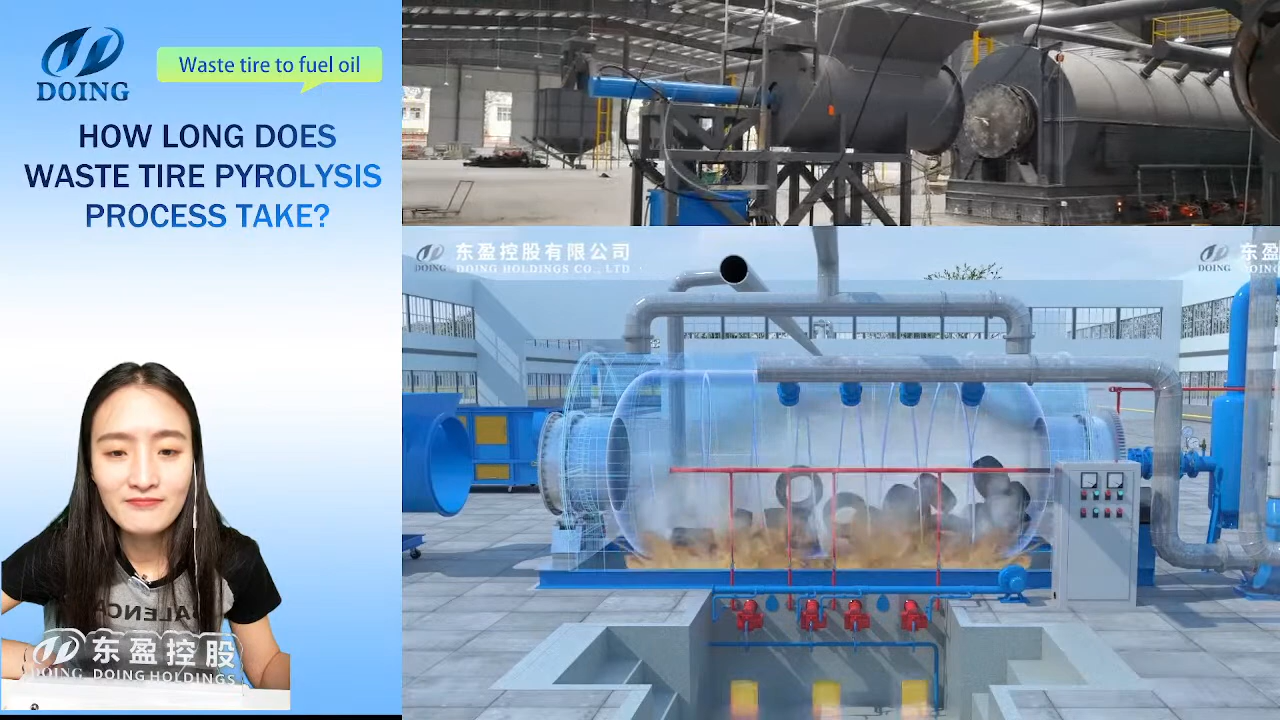 DOING
Waste tire to fuel oil
HOW LONG DOES
WASTE TIRE PYROLYSIS
PROCESS TAKE?
东盈控股有限公司
DOING HOLDINGS CO., LTD
DOING
东盈
DOING
DOING
东盈控股
DOING HOLDINGS
DOING